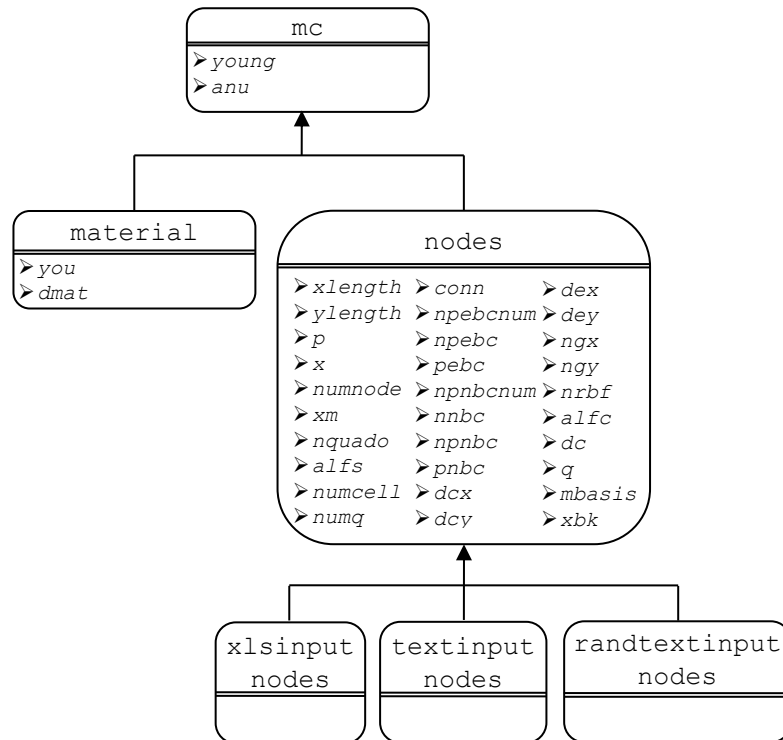 mc
➢ young
➢ anu
material
➢ you
➢ dmat
nodes
➢ xlength ➢ conn ➢ dex
➢ ylength ➢ npebcnum ➢ dey
➢ p ➢ npebc ➢ ngx
➢ x ➢ pebc ➢ ngy
➢ numnode ➢ npnbcnum ➢ nrbf
➢ xm ➢ nnbc ➢ alfc
➢ nquado ➢ npnbc ➢ dc
➢ alfs ➢ pnbc ➢ q
➢ numcell ➢ dcx ➢ mbasis
➢ numq ➢ dcy ➢ xbk
xlsinput
nodes
textinput
nodes
randtextinput
nodes